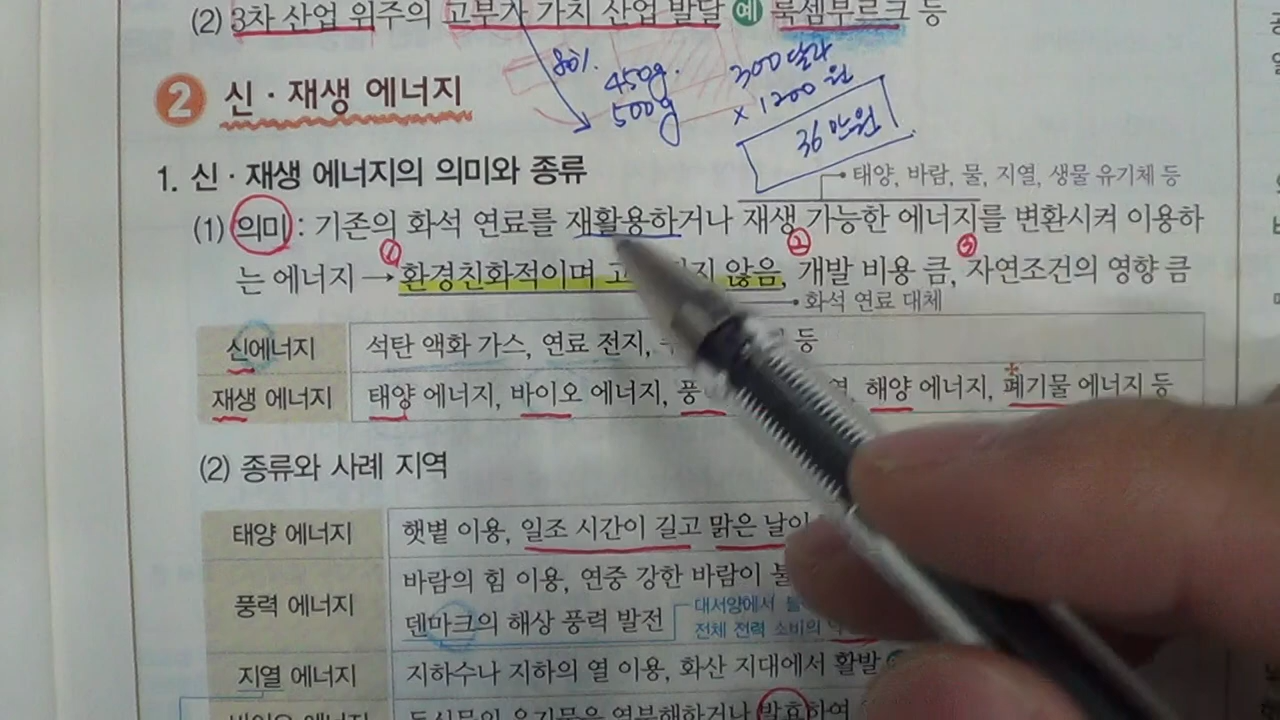 (2) 3차 산업 위주의 고부가 가치 산업 발달 예 룩셈부르크 등
80%.
450g.
500g
300달라
× 1200원
36만원
2 신·재생 에너지
1. 신·재생 에너지의 의미와 종류
태양, 바람, 물, 지열, 생물 유기체 등
(1) 의미 : 기존의 화석 연료를 재활용하거나 재생 가능한 에너지를 변환시켜 이용하
① ② ③
는 에너지 → 환경친화적이며 않음, 개발 비용 큼, 자연조건의 영향 큼
화석 연료 대체
신에너지 석탄 액화 가스, 연료 전지, 등
재생 에너지 태양 에너지, 바이오 에너지, 해양 에너지, 폐기물 에너지 등
(2) 종류와 사례 지역
태양 에너지 햇볕 이용, 일조 시간이 길고 맑은 날이
풍력 에너지 바람의 힘 이용, 연중 강한 바람이
덴마크의 해상 풍력 발전
대서양에서
전체 전력 소비의
지열 에너지 지하수나 지하의 열 이용, 화산 지대에서 활발